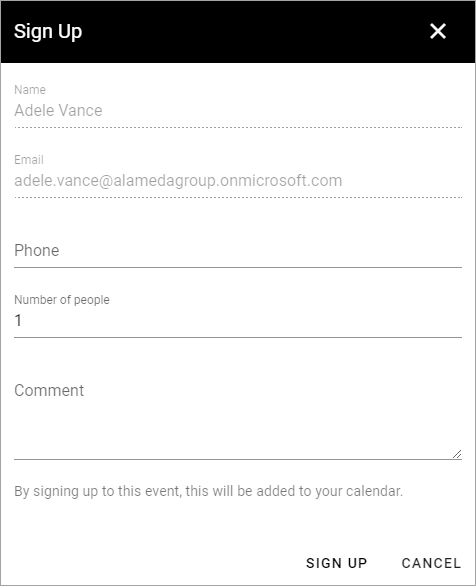 Sign Up
Name
Adele Vance
Email
adele.vance@alamedagroup.onmicrosoft.com
Phone
Number of people
1
Comment
By signing up to this event, this will be added to your calendar.
SIGN UP CANCEL